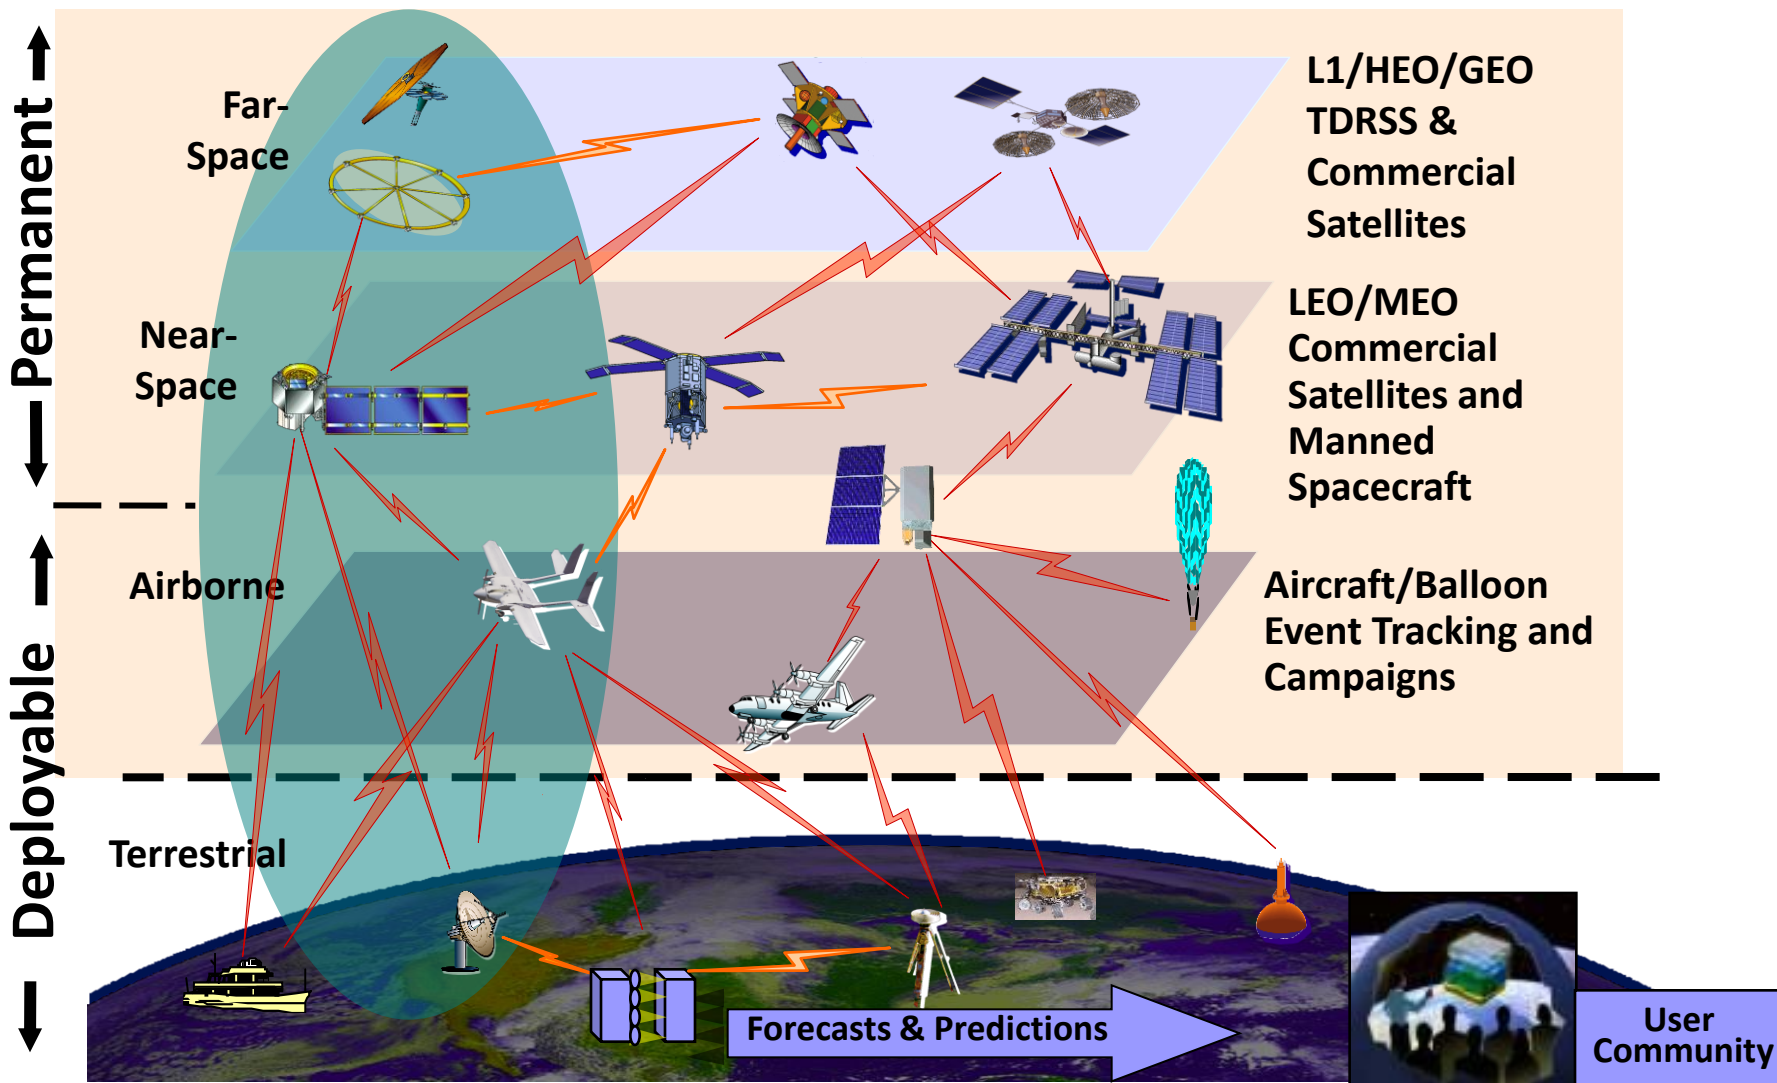 Permanent
Deployable
Far-
Space
L1/HEO/GEO
TDRSS &
Commercial
Satellites
Near-
Space
LEO/MEO
Commercial
Satellites and
Manned
Spacecraft
Airborne
Aircraft/Balloon
Event Tracking and
Campaigns
Terrestrial
Forecasts & Predictions
User
Community